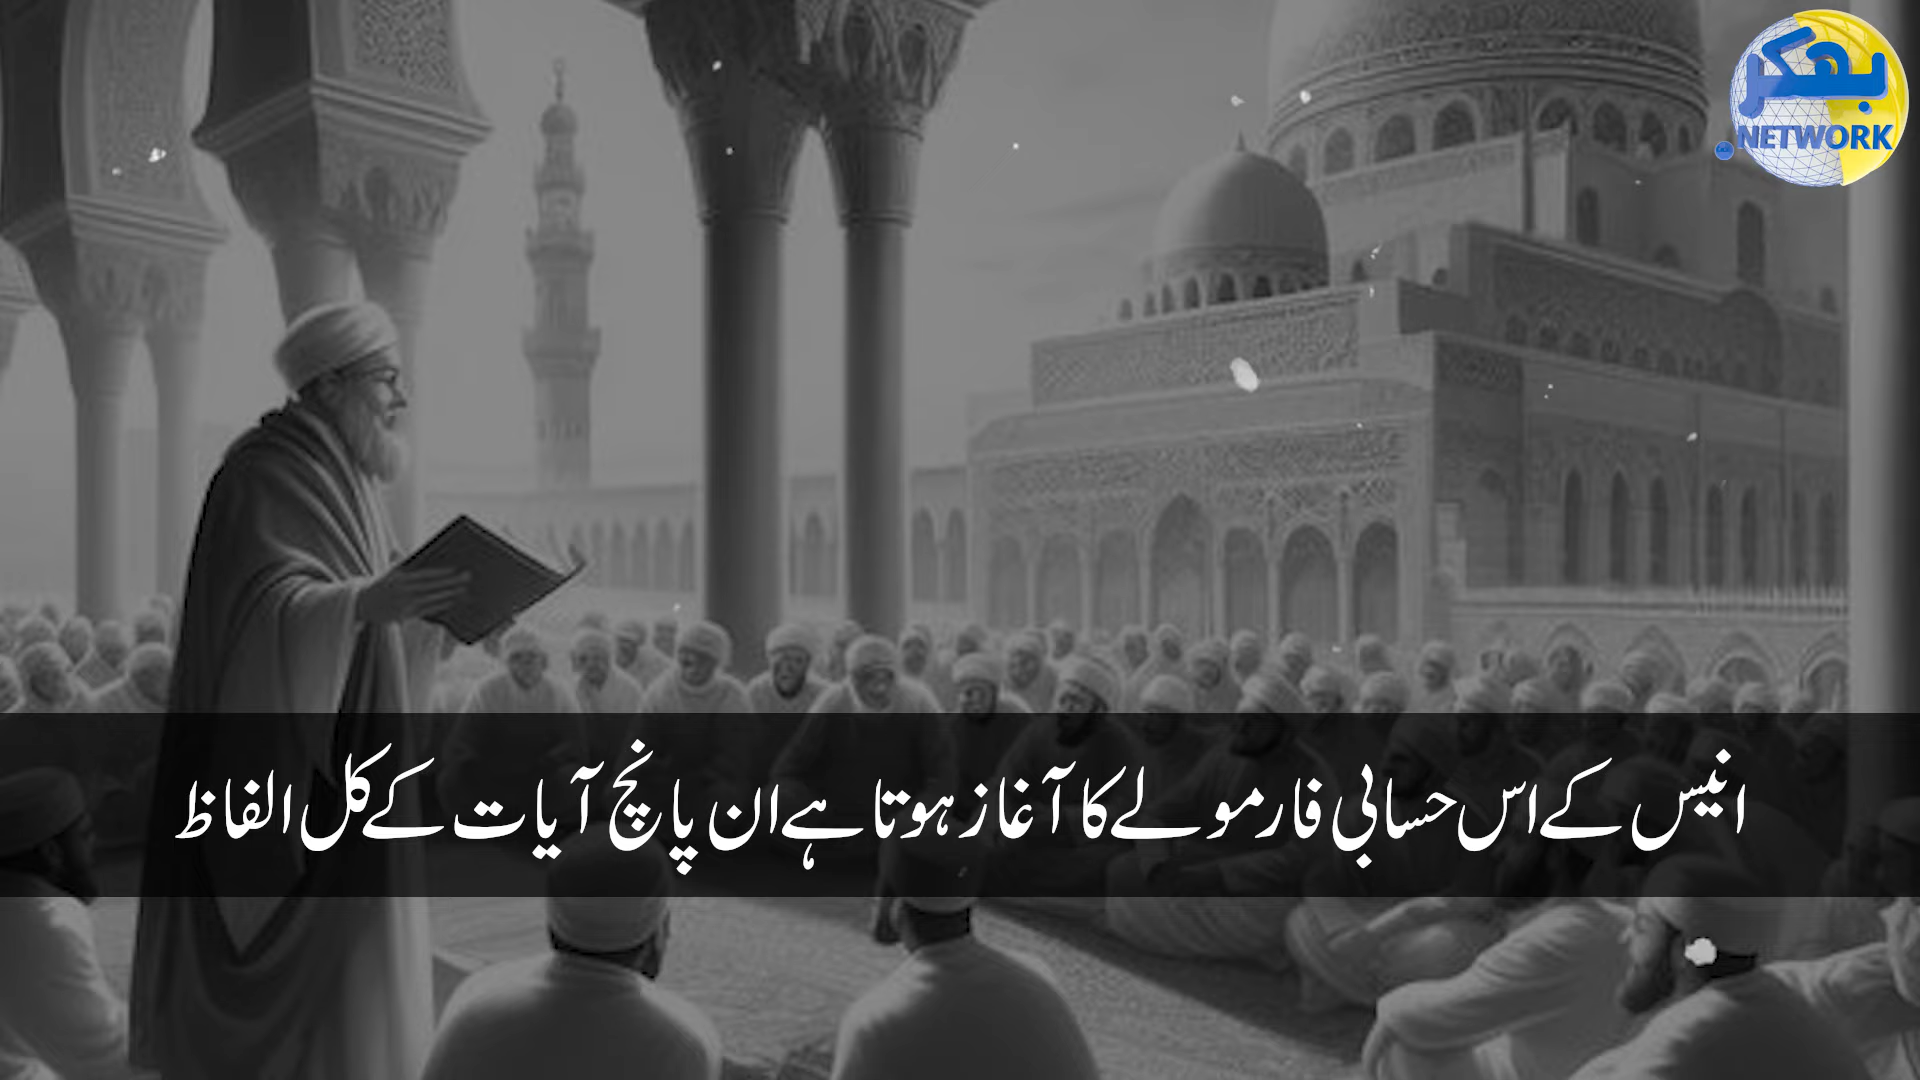 بھکر
NETWORK
انیس کے اس حسابی فارمولے کا آغاز ہوتا ہے ان پانچ آیات کے کل الفاظ